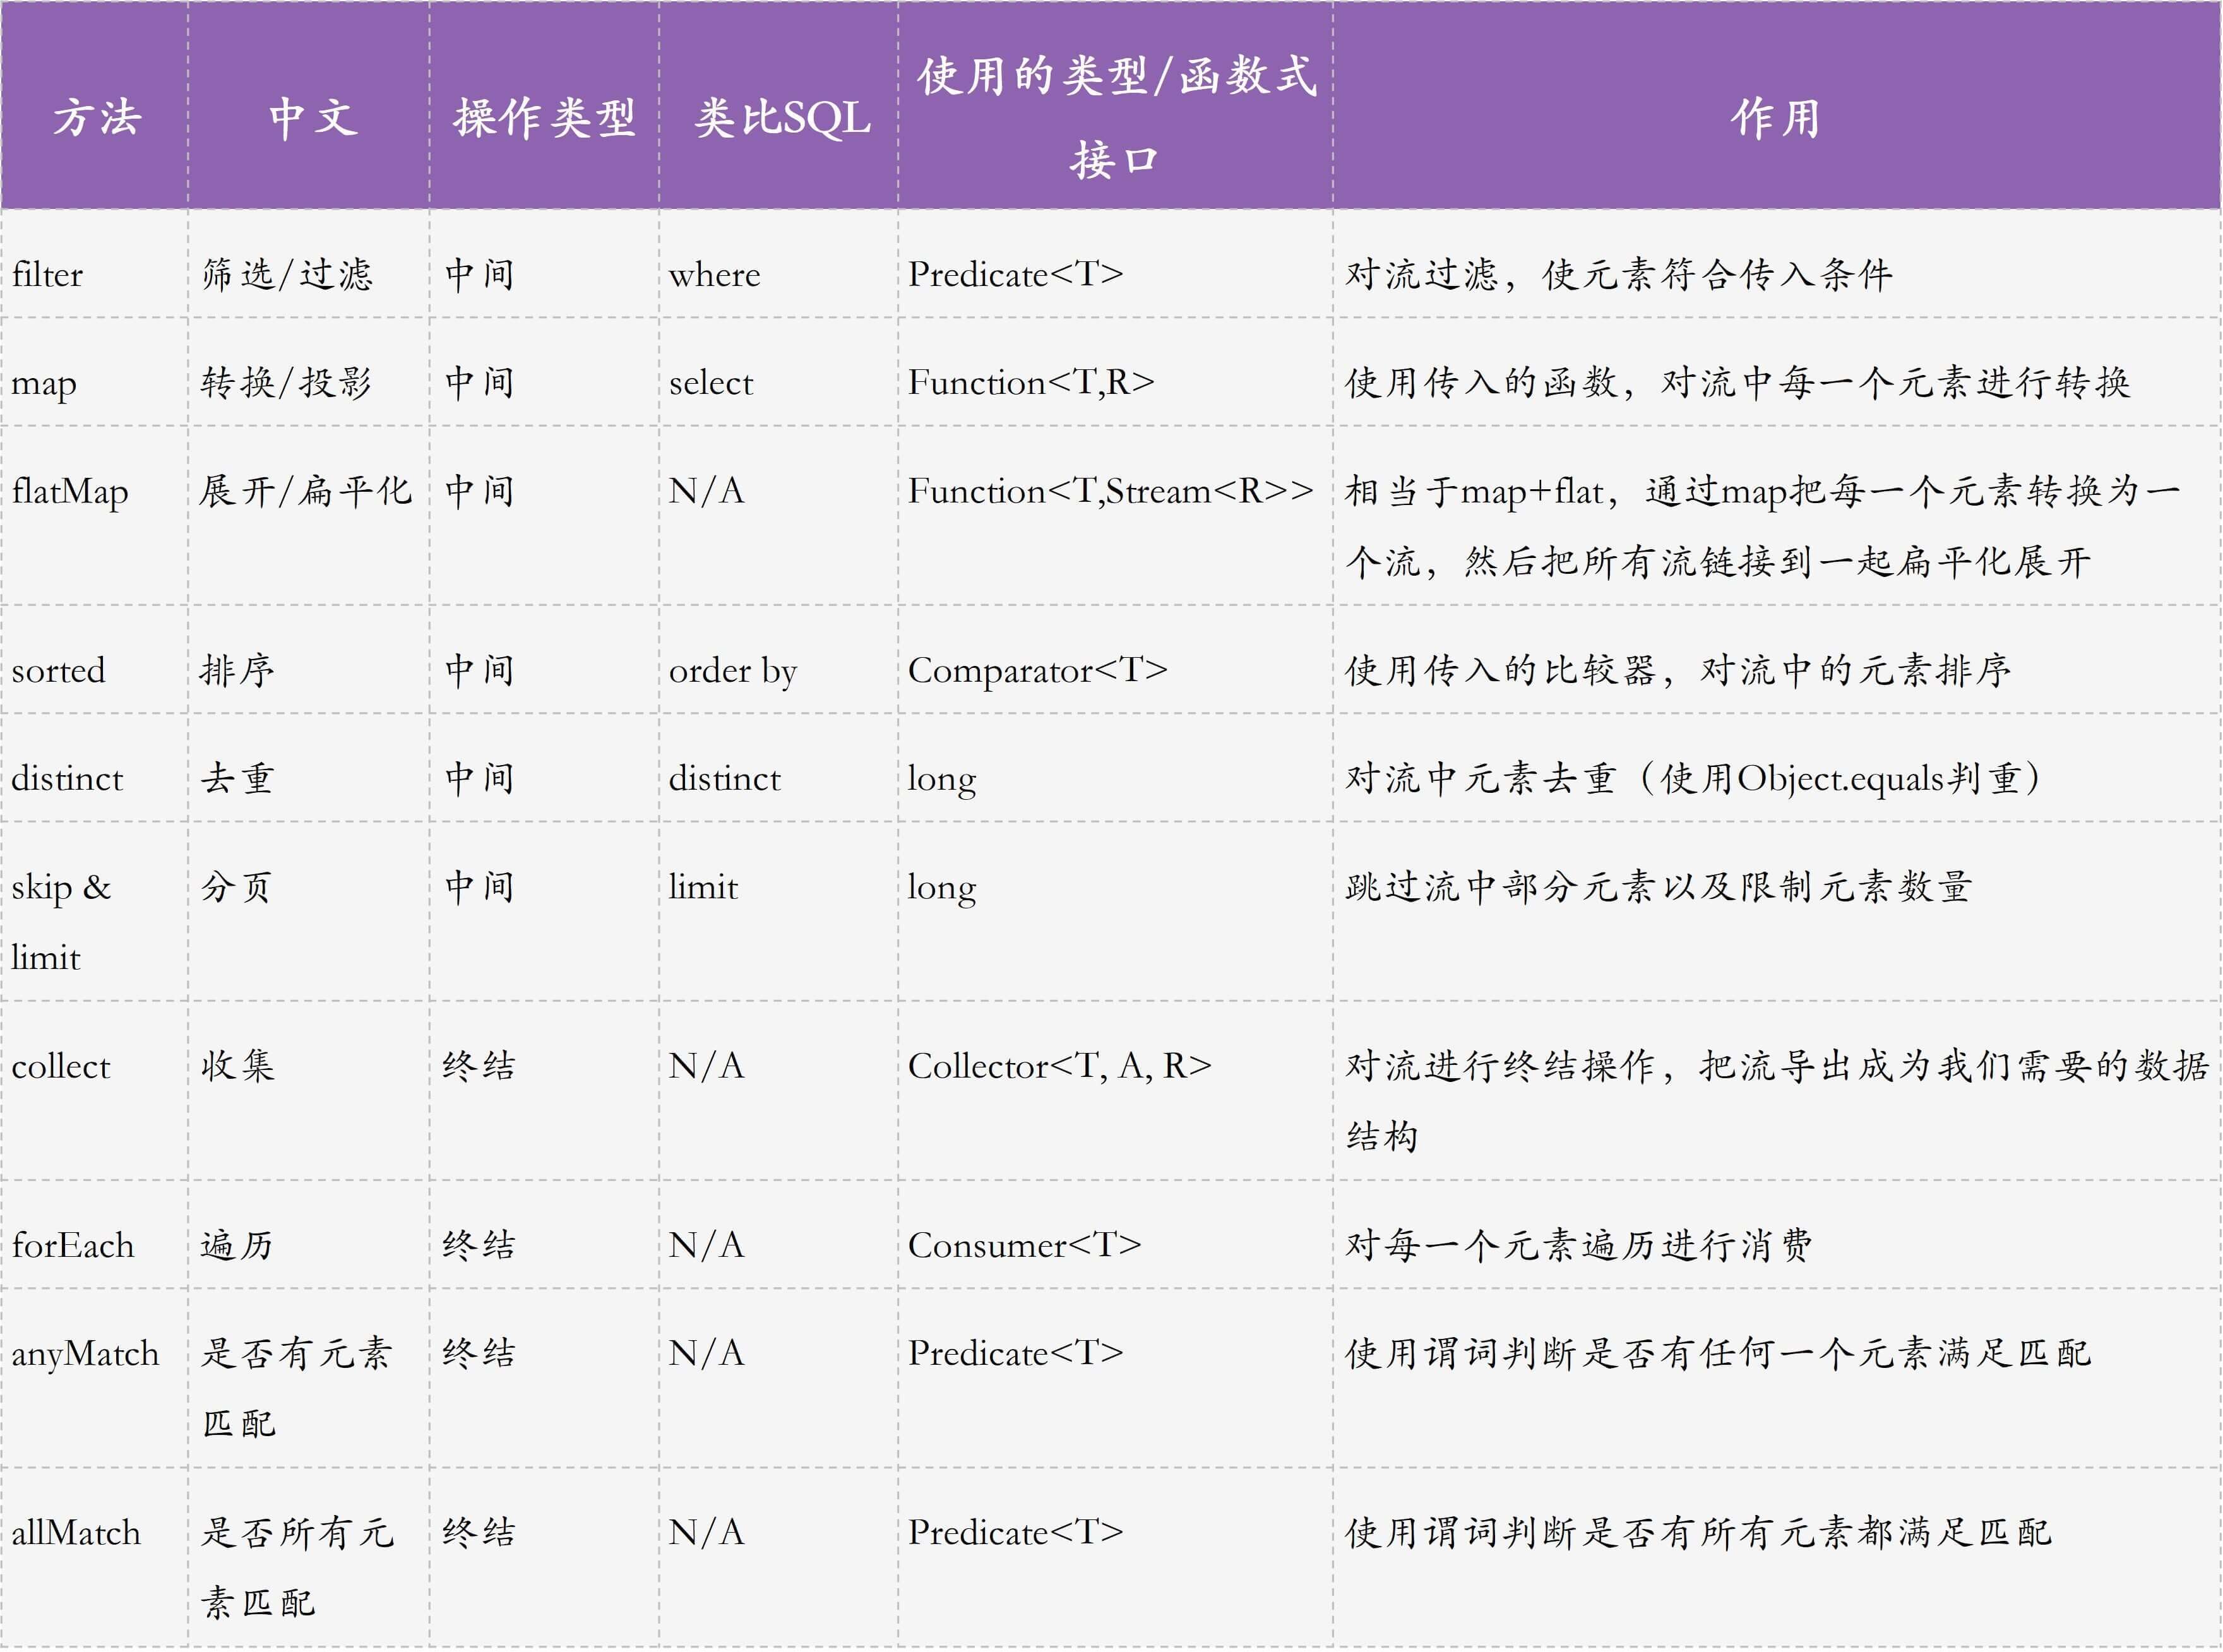 方法 中文 操作类型 类比SQL 使用的类型/函数式
接口 作用
filter 筛选/过滤 中间 where Predicate<T> 对流过滤，使元素符合传入条件
map 转换/投影 中间 select Function<T,R> 使用传入的函数，对流中每一个元素进行转换
flatMap 展开/扁平化 中间 N/A Function<T,Stream<R>> 相当于map+flat，通过map把每一个元素转换为一
个流，然后把所有流链接到一起扁平化展开
sorted 排序 中间 order by Comparator<T> 使用传入的比较器，对流中的元素排序
distinct 去重 中间 distinct long 对流中元素去重（使用Object.equals判重）
skip & 分页 中间 limit long 跳过流中部分元素以及限制元素数量
limit
collect 收集 终结 N/A Collector<T, A, R> 对流进行终结操作，把流导出成为我们需要的数据
结构
forEach 遍历 终结 N/A Consumer<T> 对每一个元素遍历进行消费
anyMatch 是否有元素 终结 N/A Predicate<T> 使用谓词判断是否有任何一个元素满足匹配
匹配
allMatch 是否所有元 终结 N/A Predicate<T> 使用谓词判断是否有所有元素都满足匹配
素匹配